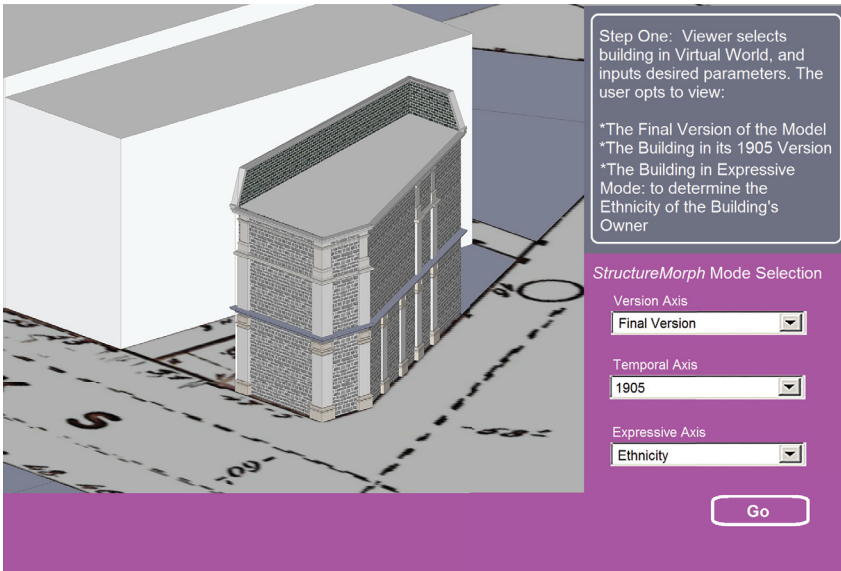 Step One:  Viewer selects
building in Virtual World, and
inputs desired parameters. The
user opts to view:
*The Final Version of the Model
*The Building in its 1905 Version
*The Building in Expressive
Mode: to determine the
Ethnicity of the Building's
Owner
StructureMorph Mode Selection
Version Axis
Final Version
Temporal Axis
1905
Expressive Axis
Ethnicity
Go
S